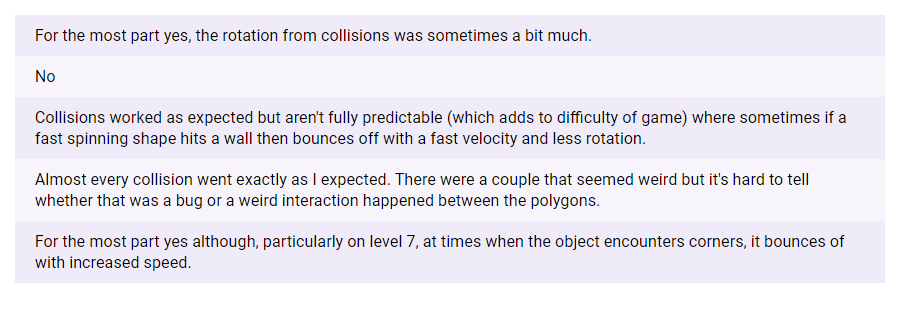 For the most part yes, the rotation from collisions was sometimes a bit much.
No
Collisions worked as expected but aren't fully predictable (which adds to difficulty of game) where sometimes if a
fast spinning shape hits a wall then bounces off with a fast velocity and less rotation.
Almost every collision went exactly as I expected. There were a couple that seemed weird but it's hard to tell
whether that was a bug or a weird interaction happened between the polygons.
For the most part yes although, particularly on level 7, at times when the object encounters corners, it bounces of
with increased speed.